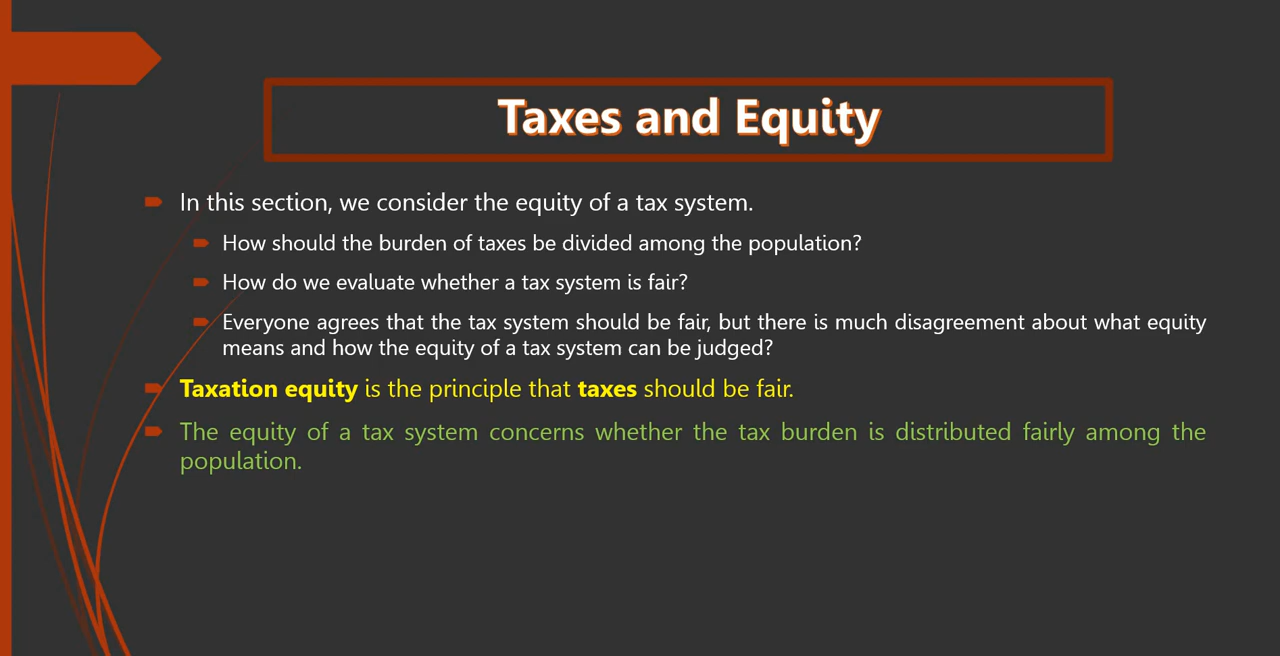 Taxes and Equity
In this section, we consider the equity of a tax system.
How should the burden of taxes be divided among the population?
How do we evaluate whether a tax system is fair?
Everyone agrees that the tax system should be fair, but there is much disagreement about what equity
means and how the equity of a tax system can be judged?
Taxation equity is the principle that taxes should be fair.
The equity of a tax system concerns whether the tax burden is distributed fairly among the
population.